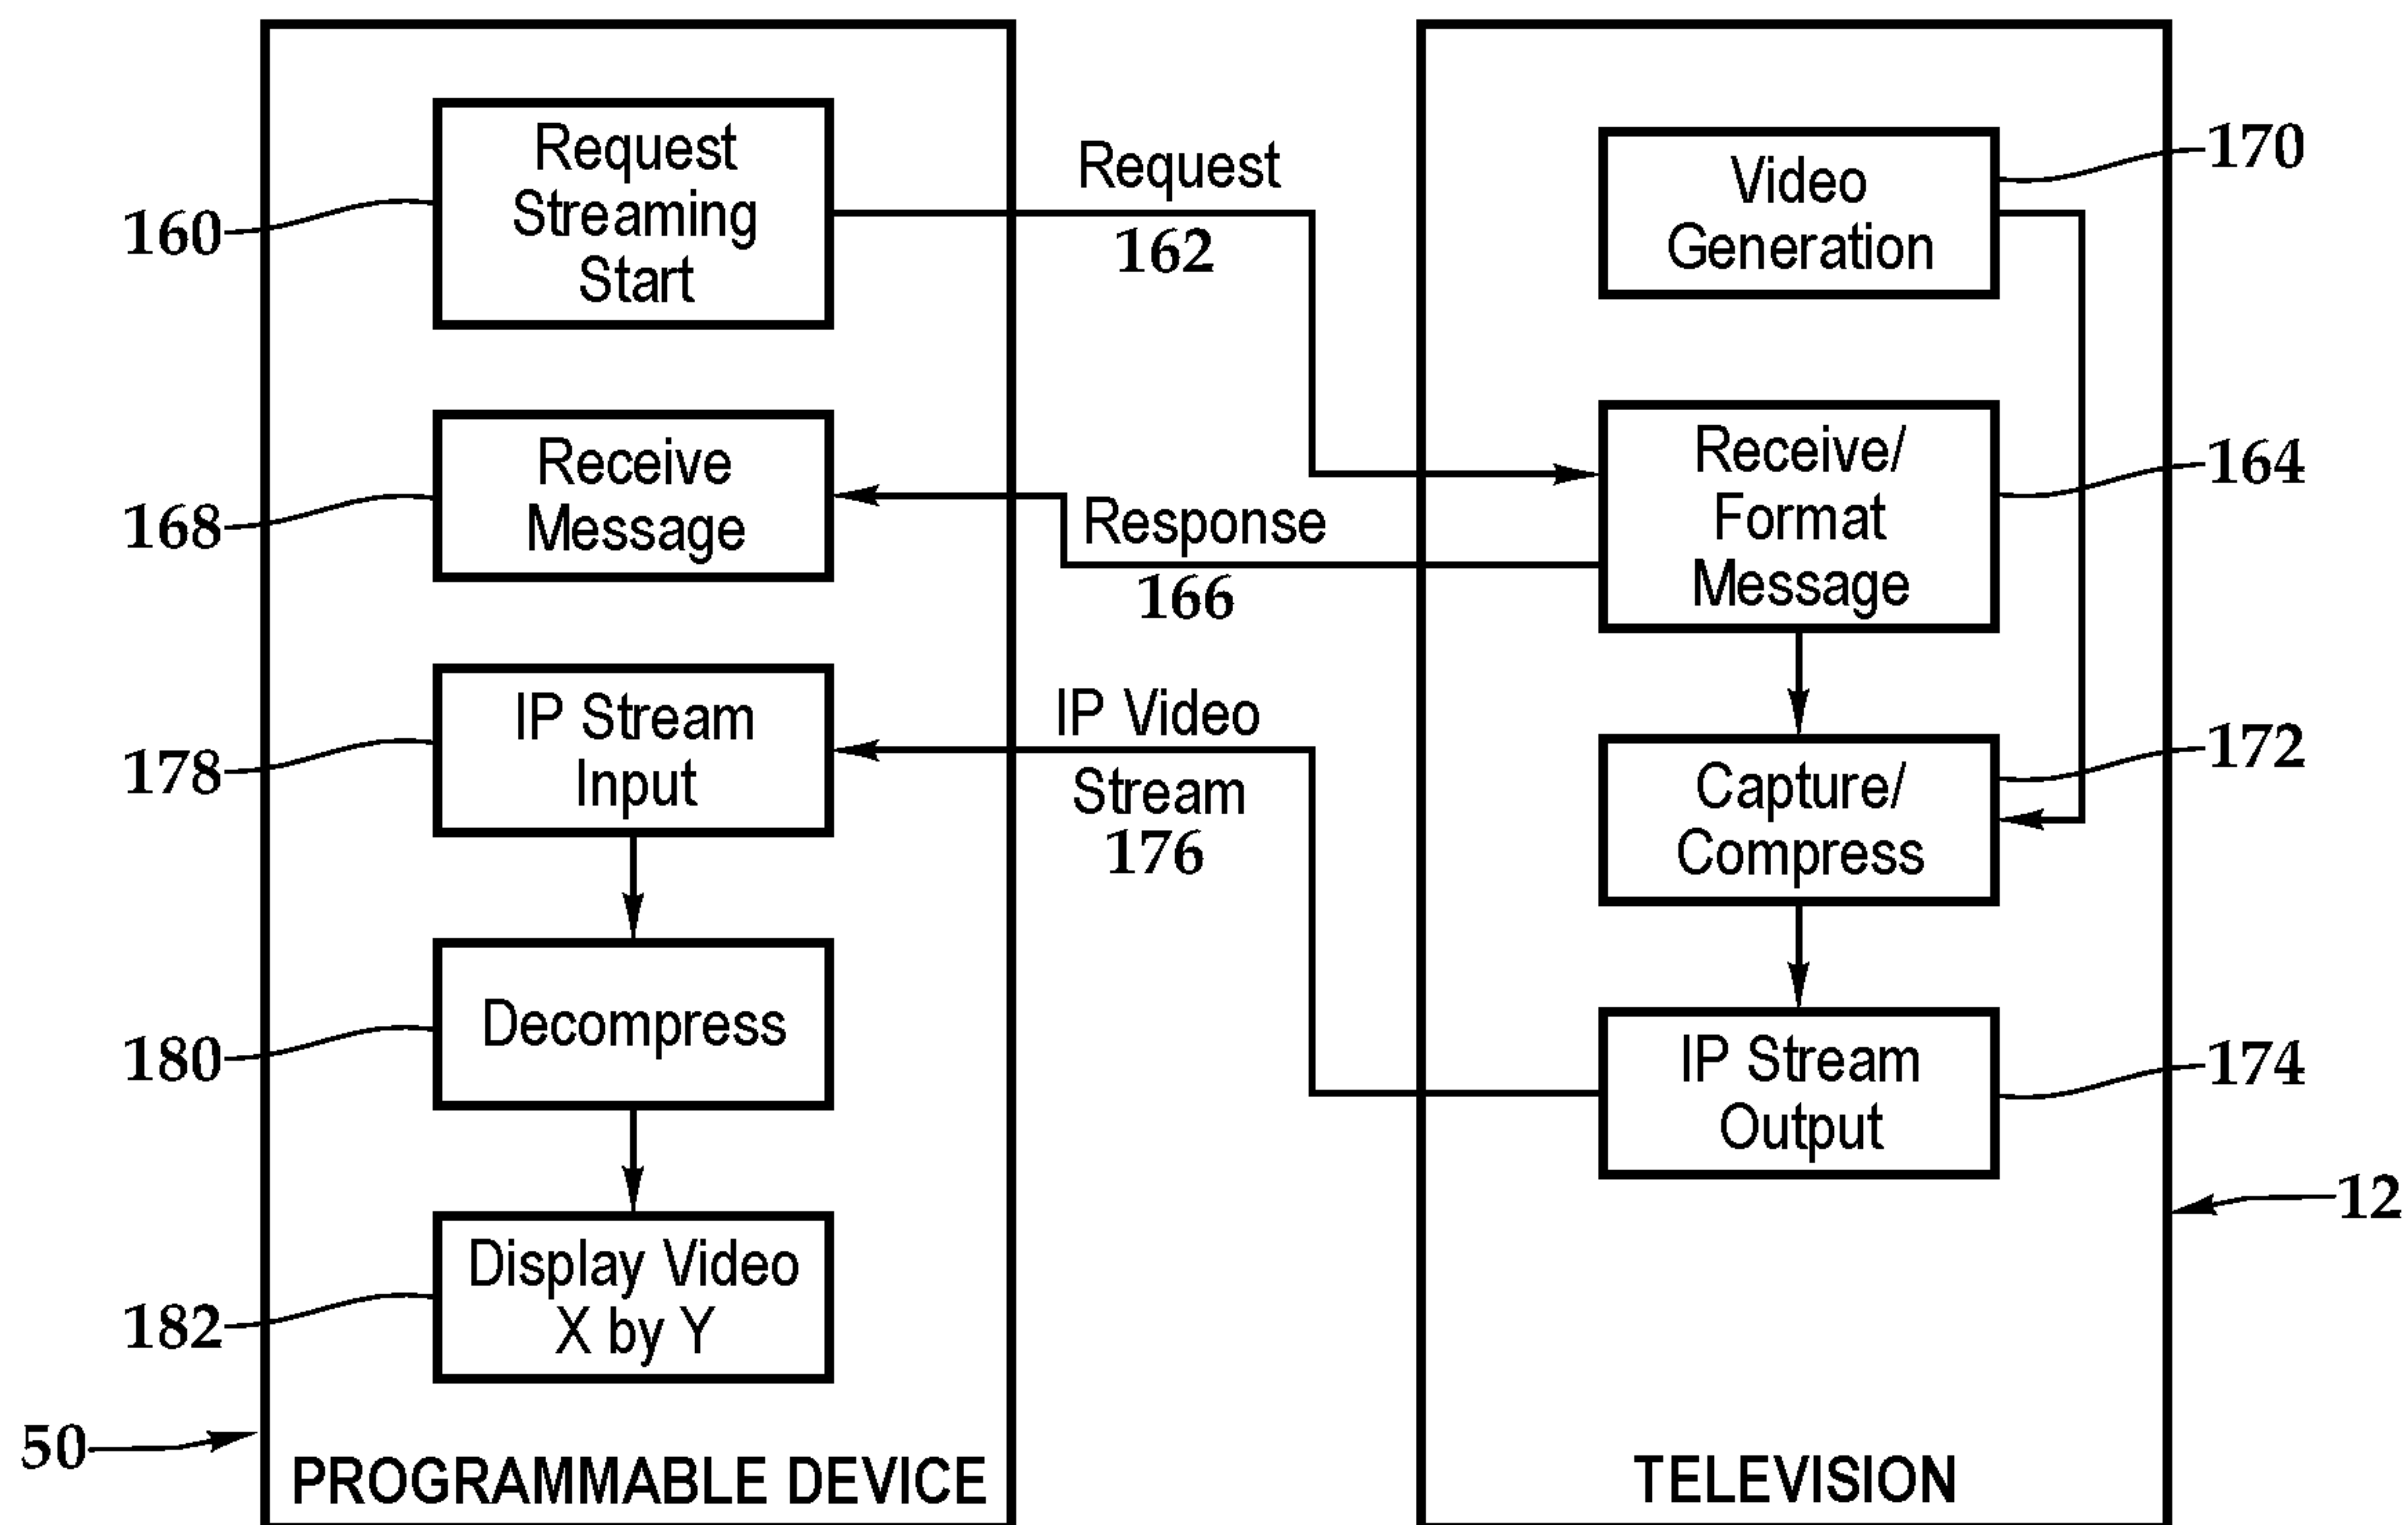 160
Request
Streaming
Start
168
Receive
Message
178
IP Stream
Input
180
Decompress
182
Display Video
X by Y
50
PROGRAMMABLE DEVICE
Request
162
Response
166
IP Video
Stream
176
Video
Generation
170
Receive/
Format
Message
164
Capture/
Compress
172
IP Stream
Output
174
12
TELEVISION